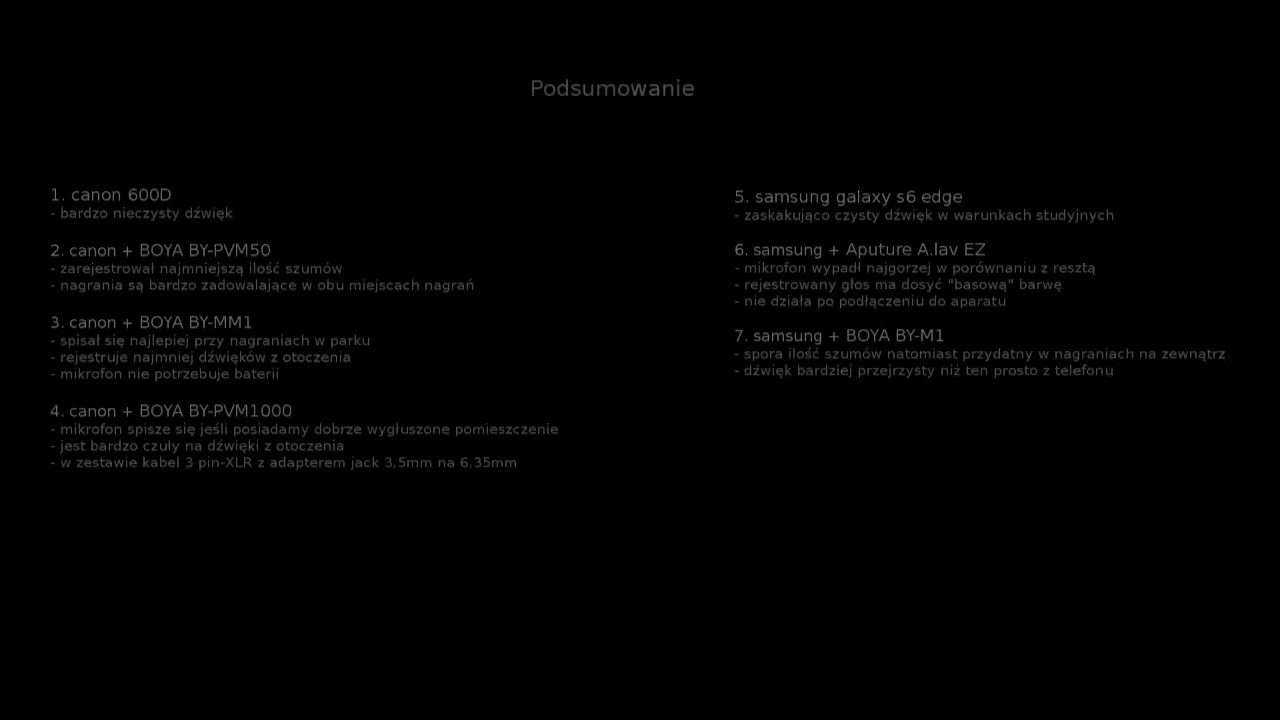 Podsumowanie
1. canon 600D
- bardzo nieczysty dźwięk
2. canon + BOYA BY-PVM50
- zarejestrował najmniejszą ilość szumów
- nagrania są bardzo zadowalające w obu miejscach nagrań
3. canon + BOYA BY-MM1
- spisał się najlepiej przy nagraniach w parku
- rejestruje najmniej dźwięków z otoczenia
- mikrofon nie potrzebuje baterii
4. canon + BOYA BY-PVM1000
- mikrofon spisze się jeśli posiadamy dobrze wygłuszone pomieszczenie
- jest bardzo czuły na dźwięki z otoczenia
- w zestawie kabel 3 pin-XLR z adapterem jack 3,5mm na 6,35mm
5. samsung galaxy s6 edge
- zaskakująco czysty dźwięk w warunkach studyjnych
6. samsung + Aputure A.lav EZ
- mikrofon wypadł najgorzej w porównaniu z resztą
- rejestrowany głos ma dosyć "basową" barwę
- nie działa po podłączeniu do aparatu
7. samsung + BOYA BY-M1
- spora ilość szumów natomiast przydatny w nagraniach na zewnątrz
- dźwięk bardziej przejrzysty niż ten prosto z telefonu